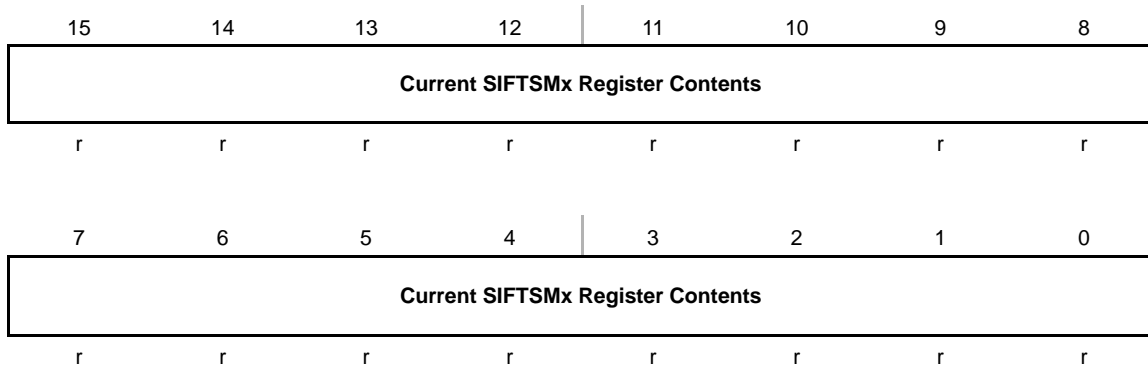 15 14 13 12 11 10 9 8
Current SIFTSMx Register Contents
r r r r r r r r
7 6 5 4 3 2 1 0
Current SIFTSMx Register Contents
r r r r r r r r